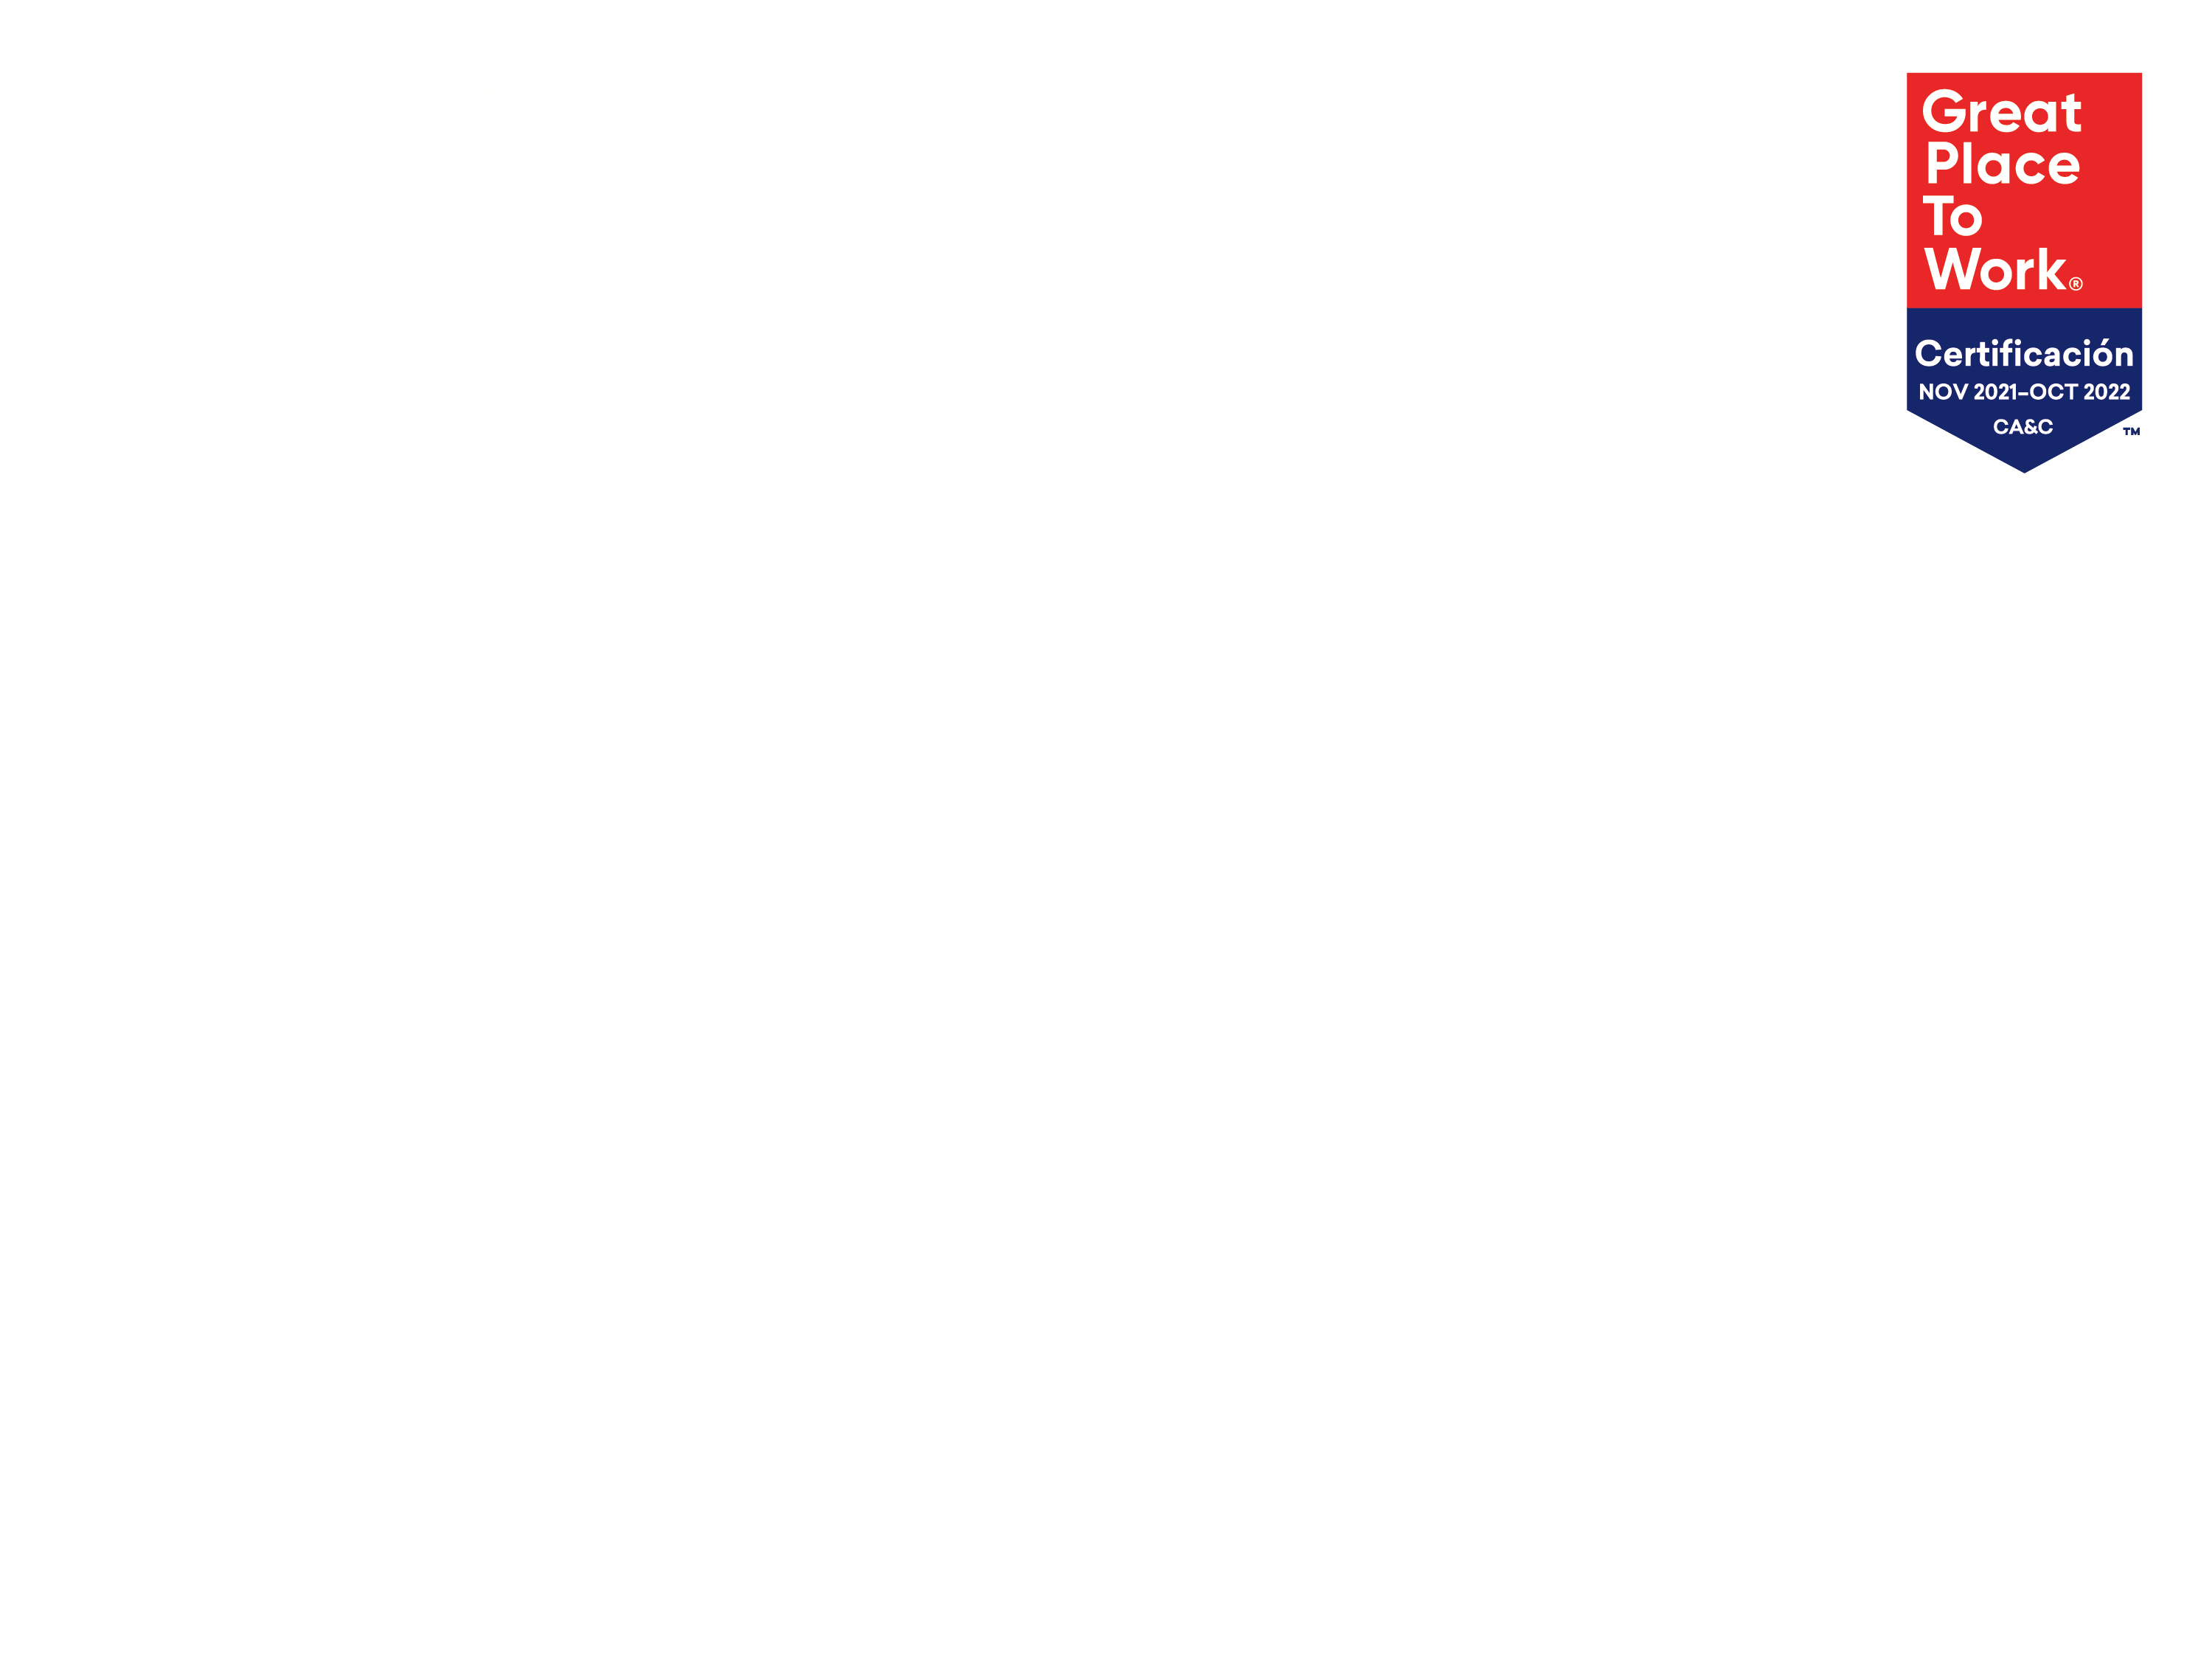 Great
Place
To
Work®
Certificación
NOV 2021–OCT 2022
CA&C
™